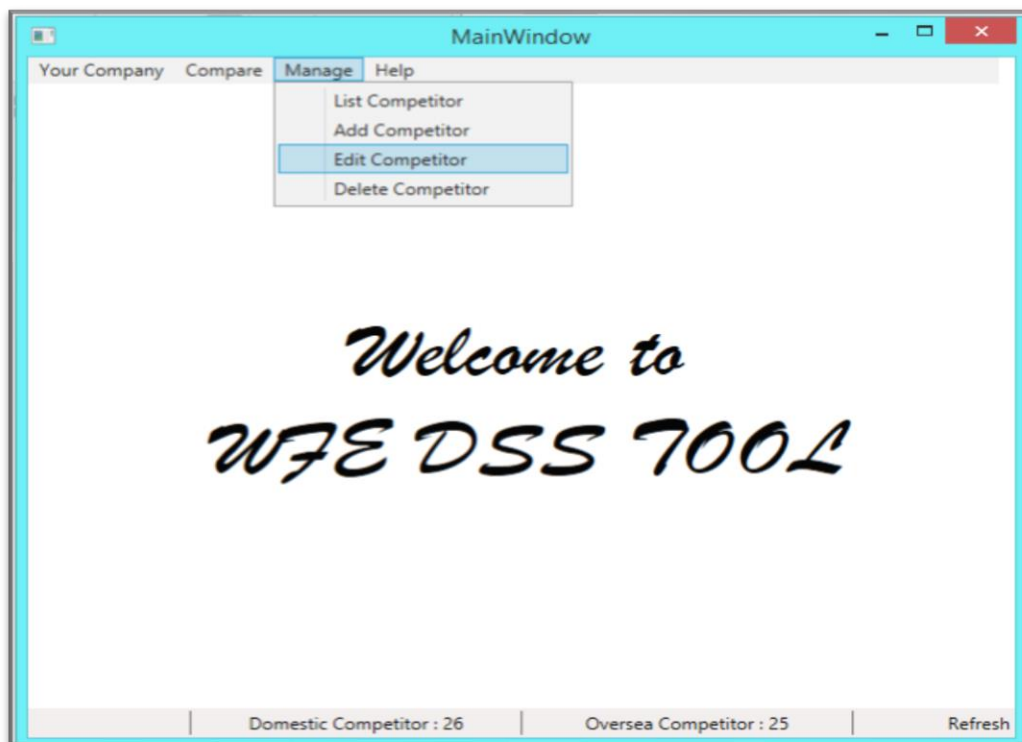 MainWindow
Your Company Compare Manage Help
List Competitor
Add Competitor
Edit Competitor
Delete Competitor
Welcome to
WFE DSS TOOL
Domestic Competitor : 26 Oversea Competitor : 25 Refresh